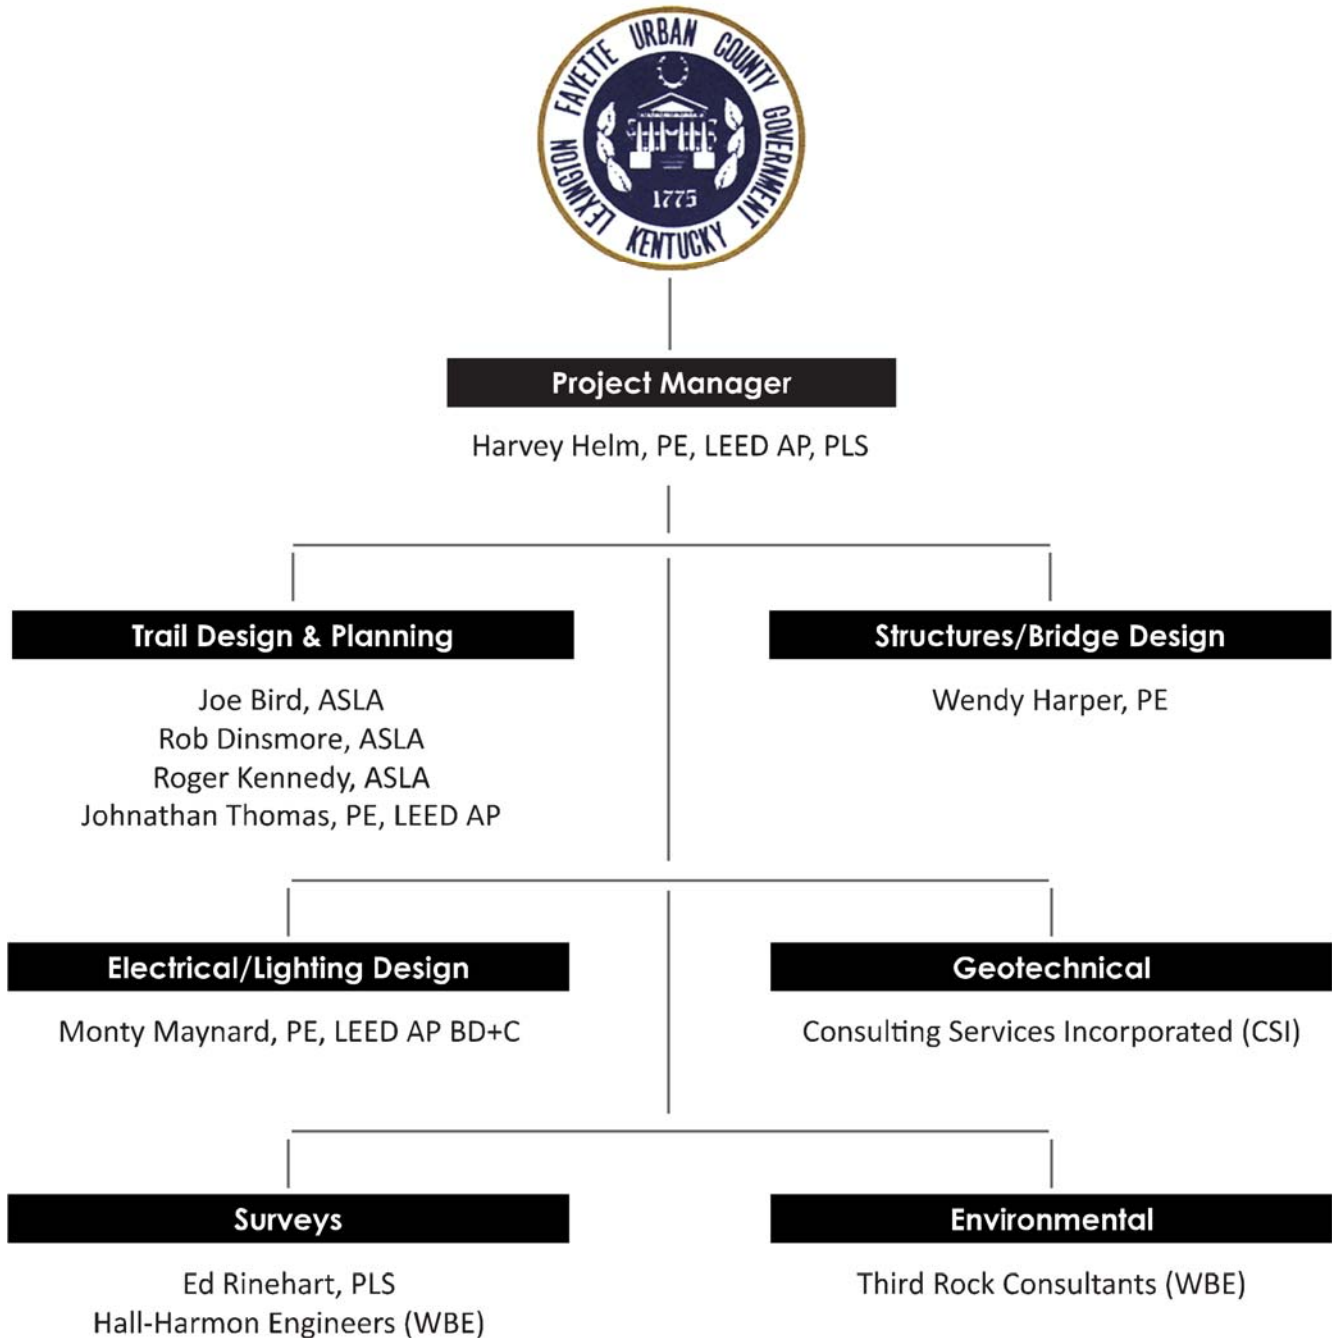 LEXINGTON FAYETTE URBAN COUNTY GOVERNMENT
KENTUCKY
1775
Project Manager
Harvey Helm, PE, LEED AP, PLS
Trail Design & Planning
Joe Bird, ASLA
Rob Dinsmore, ASLA
Roger Kennedy, ASLA
Johnathan Thomas, PE, LEED AP
Structures/Bridge Design
Wendy Harper, PE
Electrical/Lighting Design
Monty Maynard, PE, LEED AP BD+C
Geotechnical
Consulting Services Incorporated (CSI)
Surveys
Ed Rinehart, PLS
Hall-Harmon Engineers (WBE)
Environmental
Third Rock Consultants (WBE)